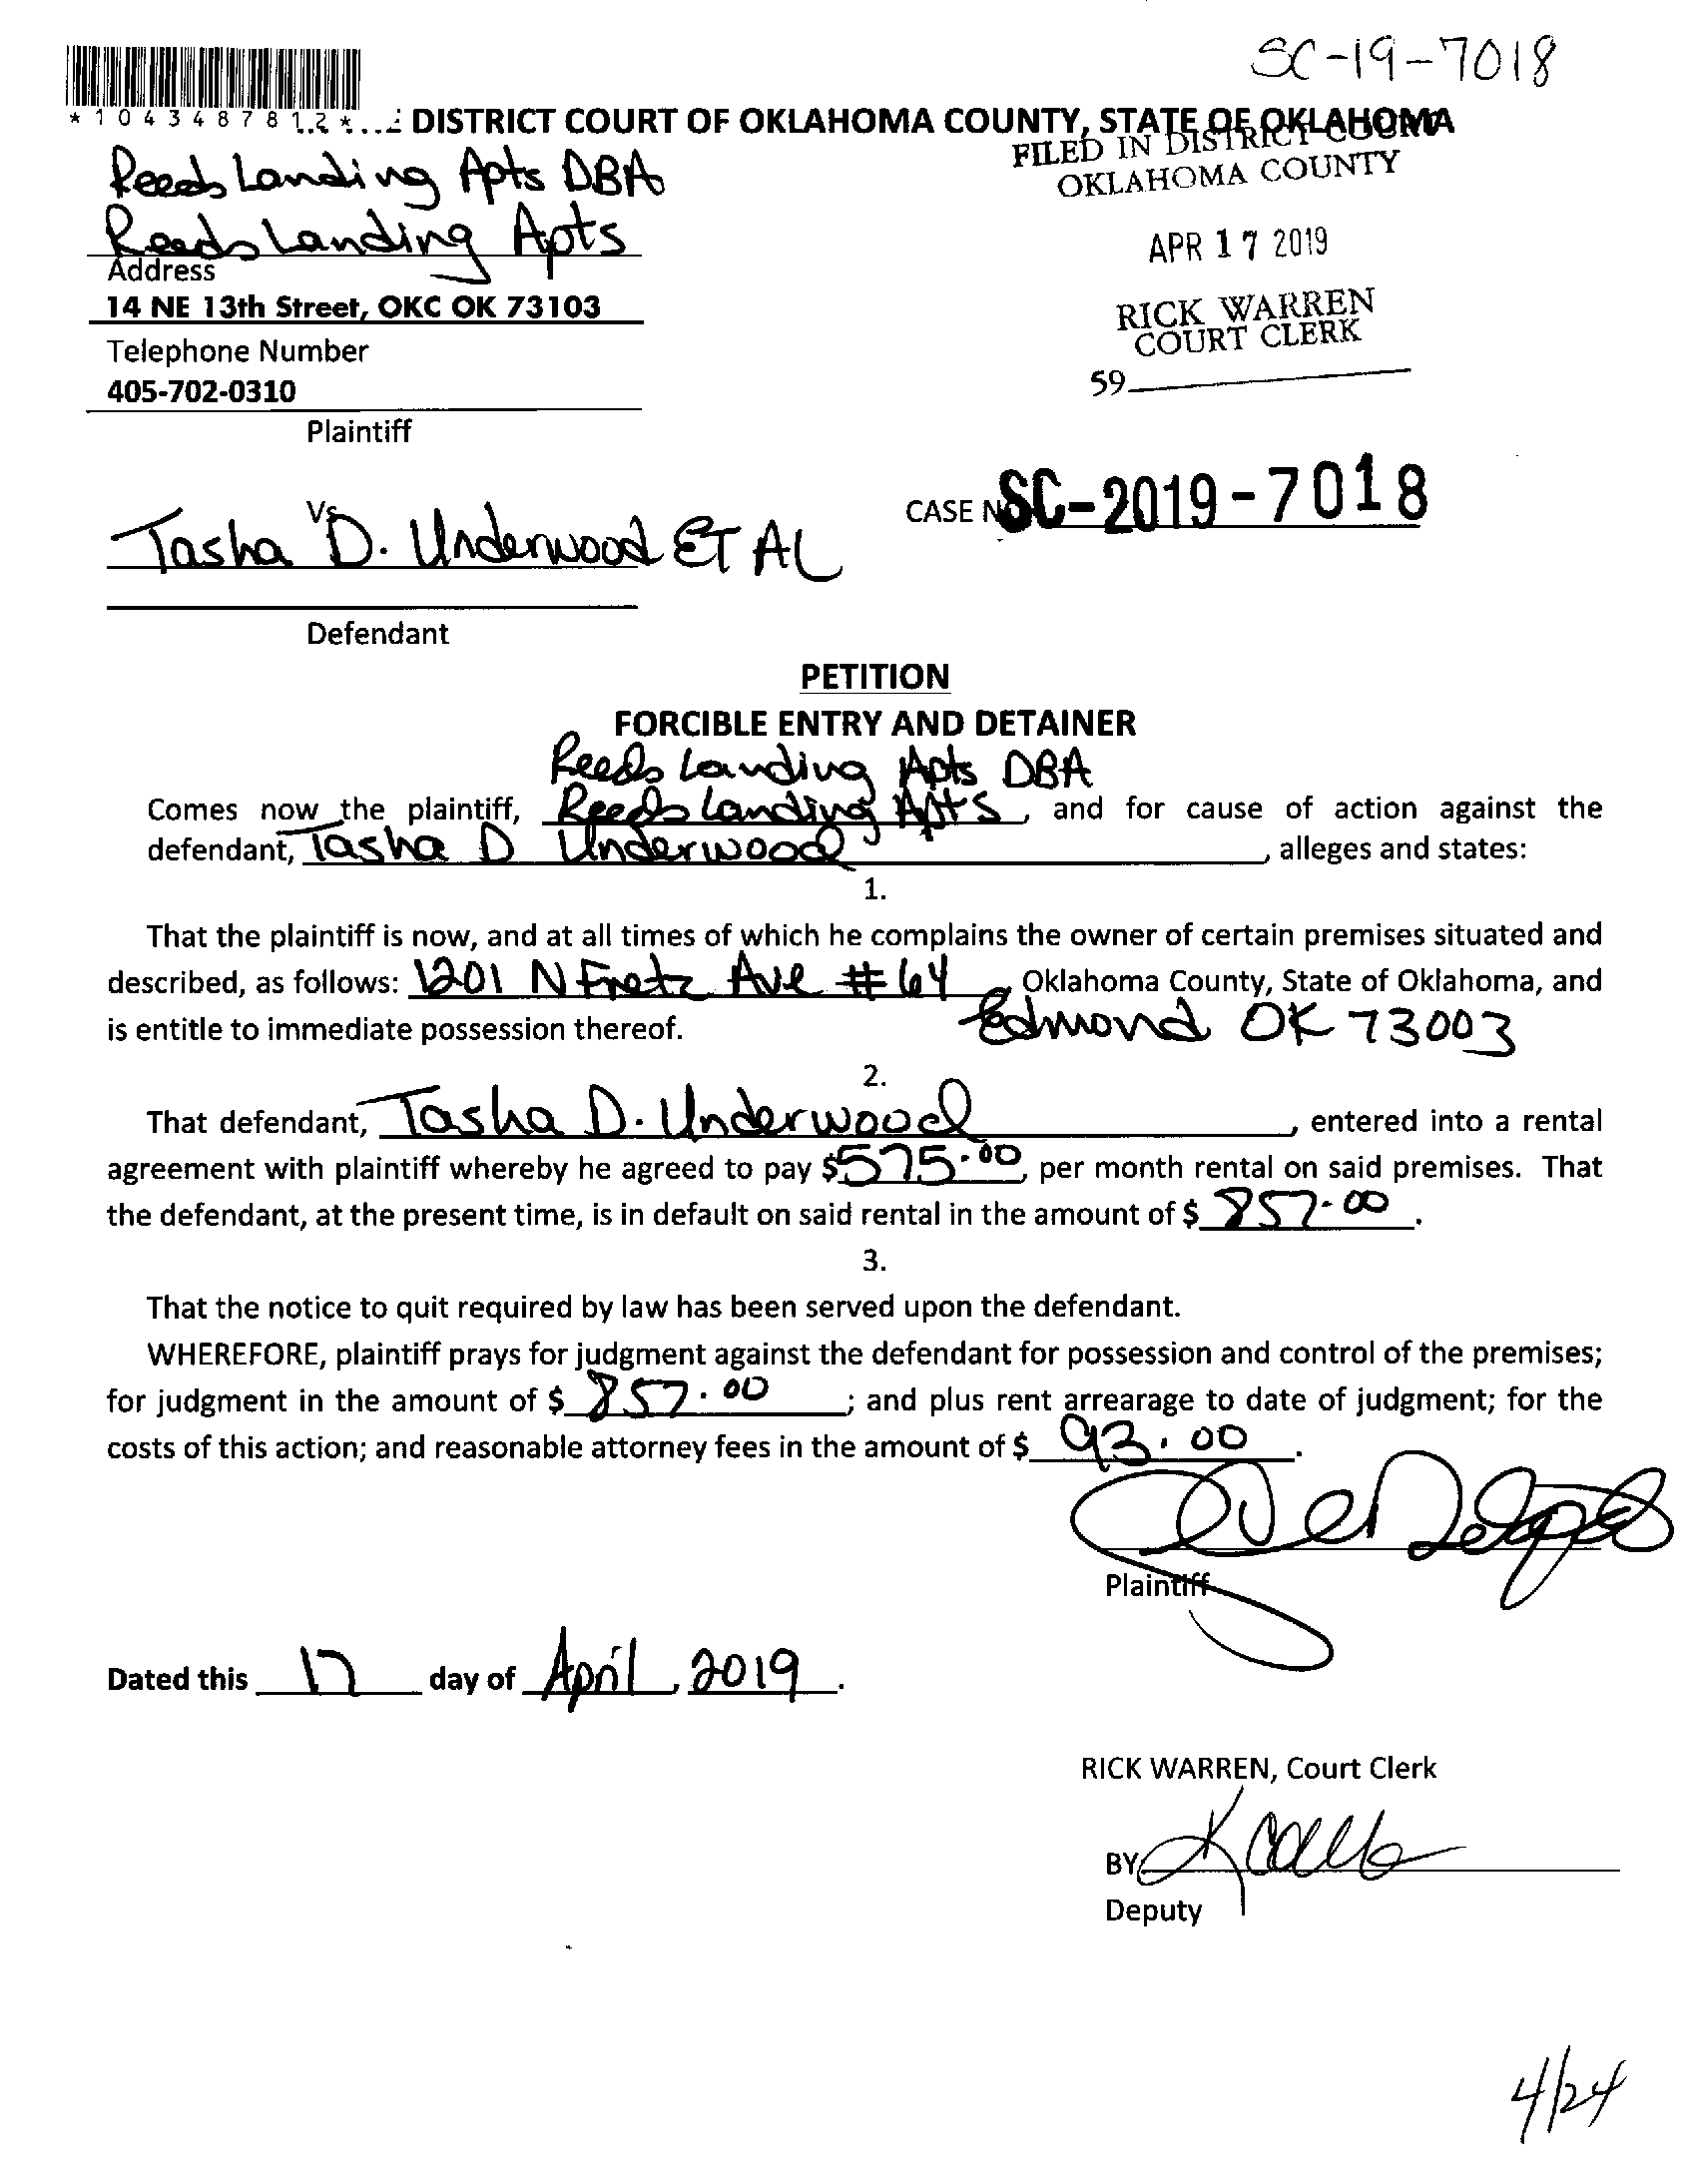 SC-19-7018
* 1 0 4 3 4 8 7 8 1 2 *
DISTRICT COURT OF OKLAHOMA COUNTY, STATE OF OKLAHOMA
FILED IN DISTRICT COURT
OKLAHOMA COUNTY
Reeds Landing Apts DBA
Reeds Landing Apts
APR 17 2019
Address
14 NE 13th Street, OKC OK 73103
RICK WARREN
COURT CLERK
Telephone Number
59
405-702-0310
Plaintiff
Vs
CASE NO SC-2019-7018
Tasha D. Underwood ET AL
Defendant
PETITION
FORCIBLE ENTRY AND DETAINER
Reeds Landing Apts DBA
Comes now the plaintiff, Reeds Landing Apts, and for cause of action against the
defendant, Tasha D Underwood, alleges and states:
1.
That the plaintiff is now, and at all times of which he complains the owner of certain premises situated and
described, as follows: 1201 N Fretz Ave #64 Oklahoma County, State of Oklahoma, and
is entitle to immediate possession thereof. Edmond OK 73003
2.
That defendant, Tasha D. Underwood, entered into a rental
agreement with plaintiff whereby he agreed to pay $575.00, per month rental on said premises. That
the defendant, at the present time, is in default on said rental in the amount of $ 857.00.
3.
That the notice to quit required by law has been served upon the defendant.
WHEREFORE, plaintiff prays for judgment against the defendant for possession and control of the premises;
for judgment in the amount of $ 857.00; and plus rent arrearage to date of judgment; for the
costs of this action; and reasonable attorney fees in the amount of $ 93.00.
Plaintiff
Dated this 17 day of April, 2019.
RICK WARREN, Court Clerk
BY
Deputy
4/24